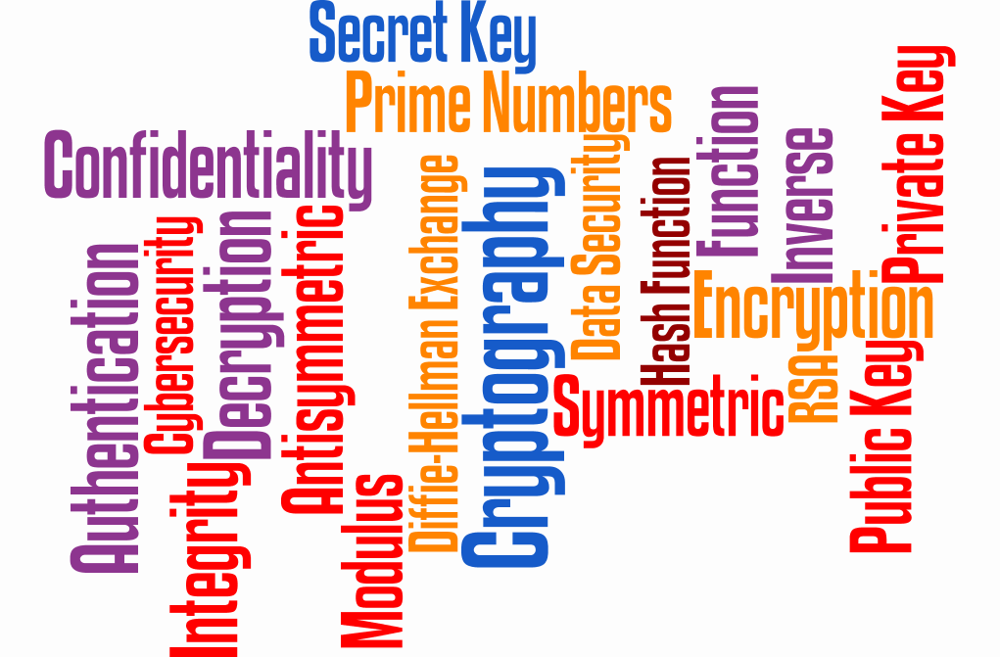 Secret Key
Prime Numbers
Confidentiality
Authentication
Cybersecurity
Decryption
Antisymmetric
Integrity
Modulus
Diffie-Hellman Exchange
Cryptography
Data Security
Hash Function
Function
Inverse
Private Key
Encryption
Symmetric
RSA
Public Key